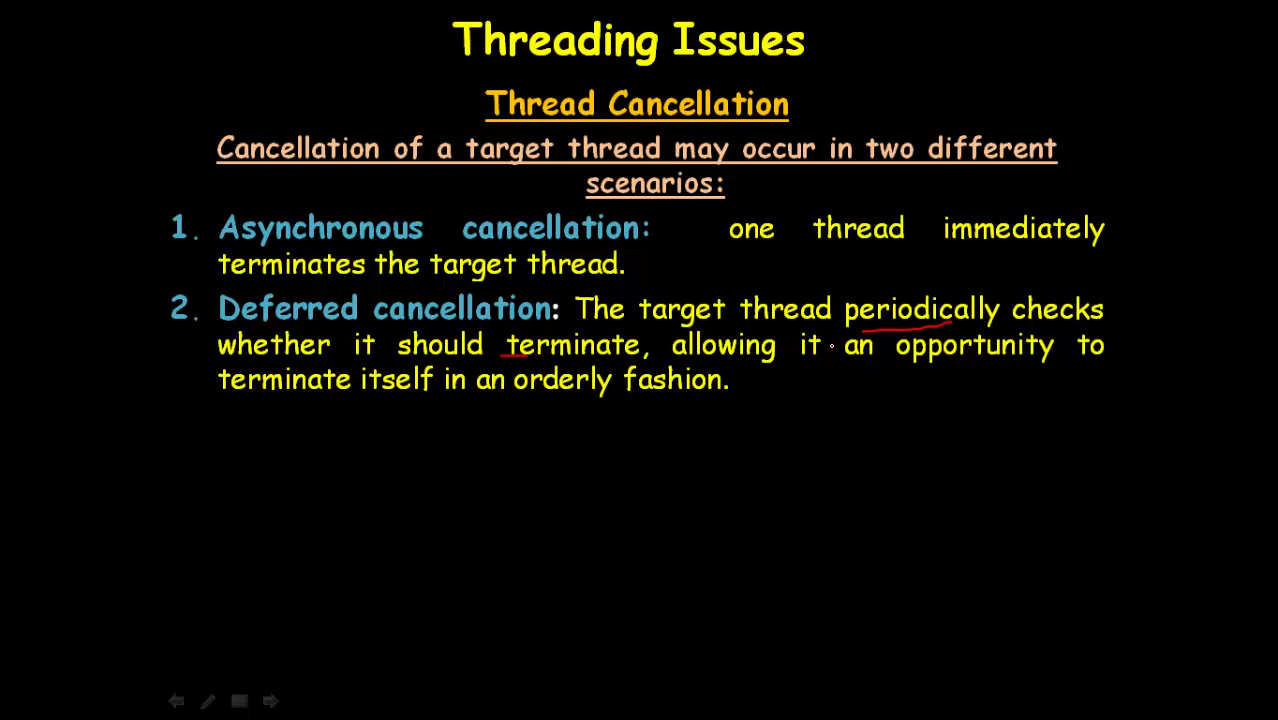 Threading Issues
Thread Cancellation
Cancellation of a target thread may occur in two different
scenarios:
1. Asynchronous cancellation: one thread immediately
terminates the target thread.
2. Deferred cancellation: The target thread periodically checks
whether it should terminate, allowing it an opportunity to
terminate itself in an orderly fashion.